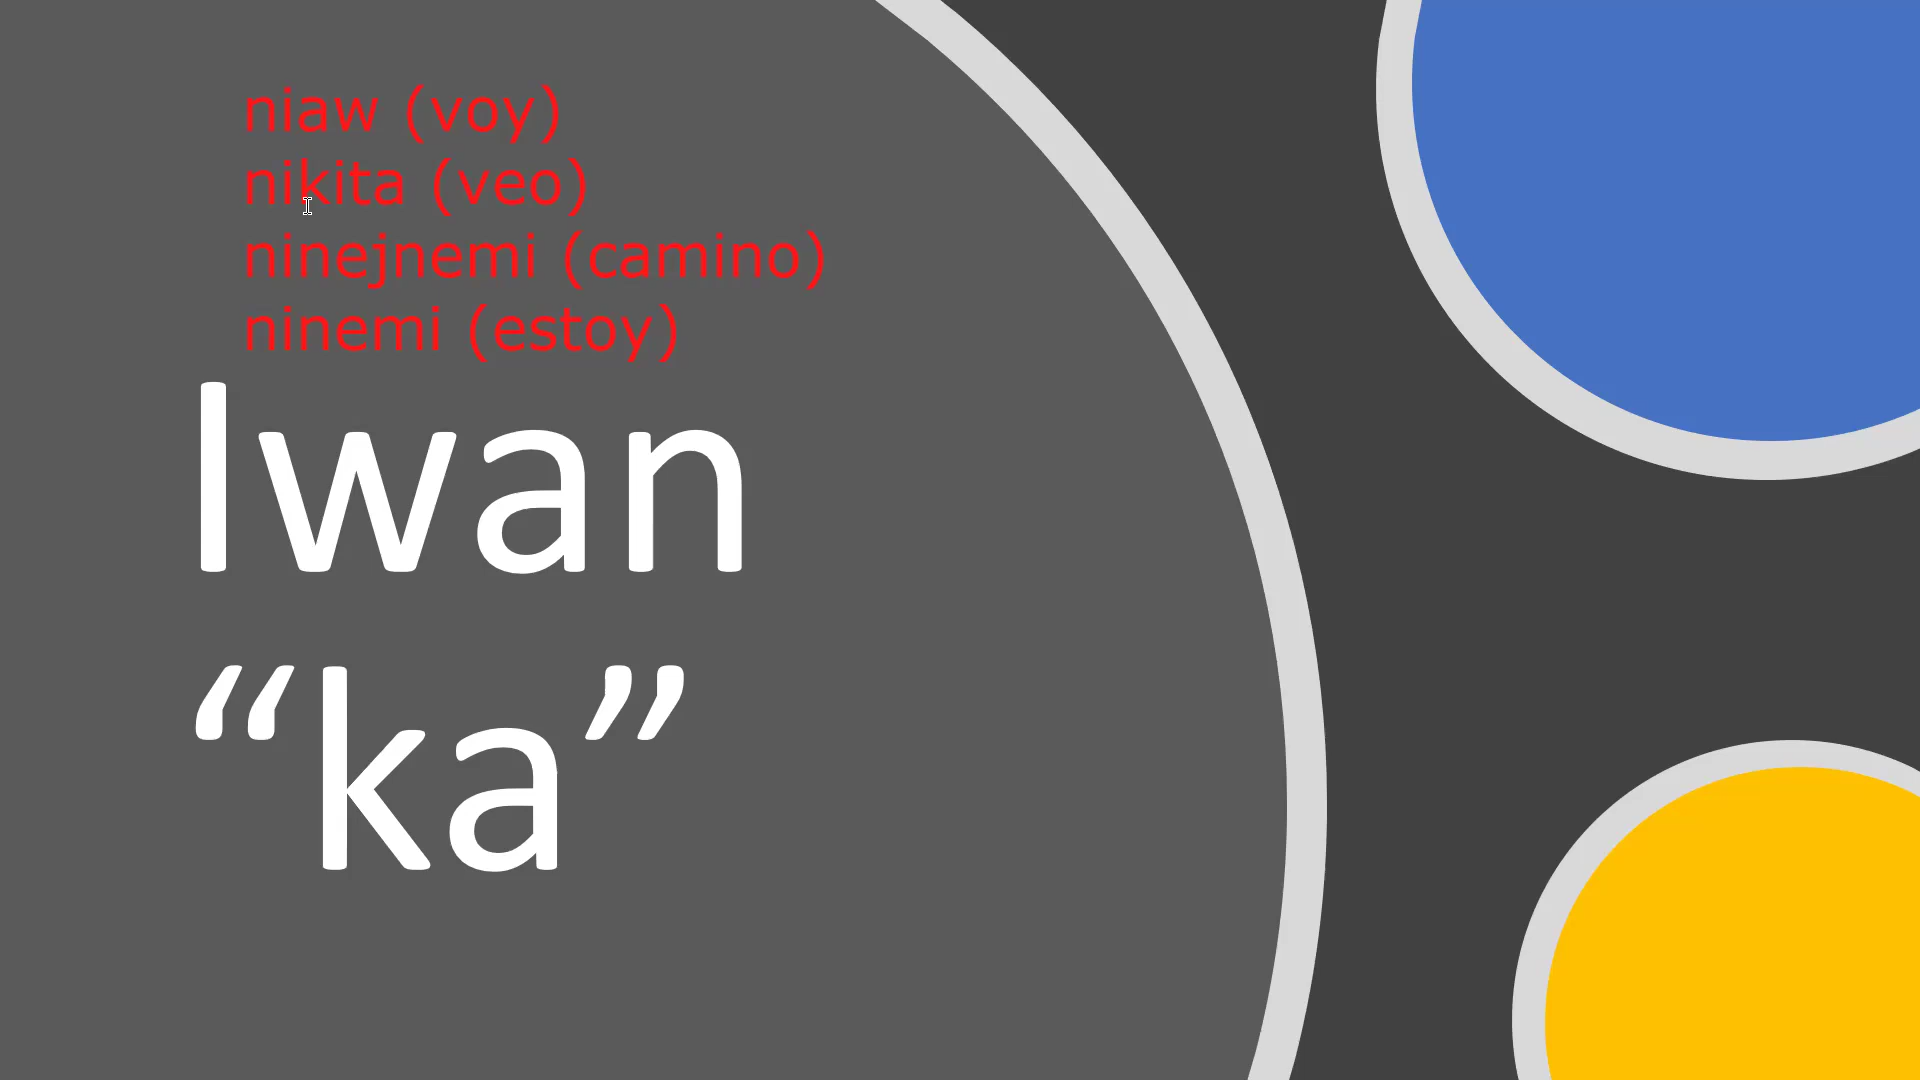 niaw (voy)
nikita (veo)
ninejnemi (camino)
ninemi (estoy)
Iwan
“ka”